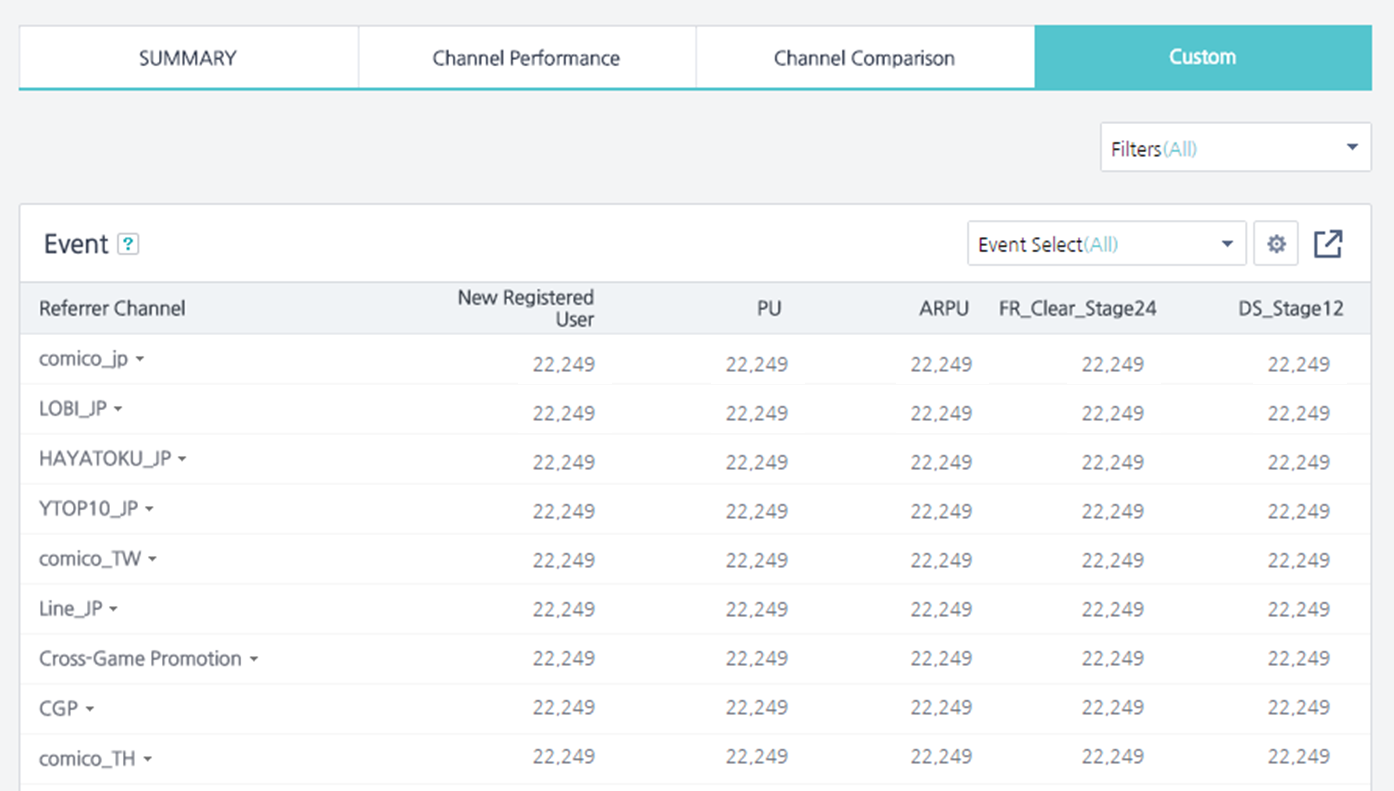 SUMMARY Channel Performance Channel Comparison Custom
Filters(All)
Event ? Event Select(All)
Referrer Channel New Registered User PU ARPU FR_Clear_Stage24 DS_Stage12
comico_jp 22,249 22,249 22,249 22,249 22,249
LOBI_JP 22,249 22,249 22,249 22,249 22,249
HAYATOKU_JP 22,249 22,249 22,249 22,249 22,249
YTOP10_JP 22,249 22,249 22,249 22,249 22,249
comico_TW 22,249 22,249 22,249 22,249 22,249
Line_JP 22,249 22,249 22,249 22,249 22,249
Cross-Game Promotion 22,249 22,249 22,249 22,249 22,249
CGP 22,249 22,249 22,249 22,249 22,249
comico_TH 22,249 22,249 22,249 22,249 22,249